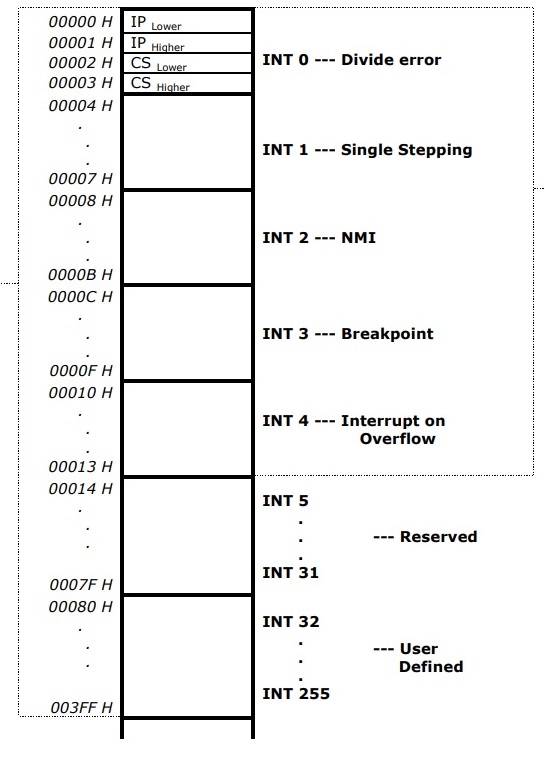 00000 H IP Lower
00001 H IP Higher
00002 H CS Lower
INT 0 --- Divide error
00003 H CS Higher
00004 H
.
.
.
INT 1 --- Single Stepping
00007 H
00008 H
.
.
.
INT 2 --- NMI
0000B H
0000C H
.
.
.
INT 3 --- Breakpoint
0000F H
00010 H
.
.
.
INT 4 --- Interrupt on
Overflow
00013 H
00014 H
.
.
.
INT 5
.
.
.
--- Reserved
INT 31
0007F H
00080 H
.
.
.
INT 32
.
.
.
--- User
Defined
INT 255
003FF H